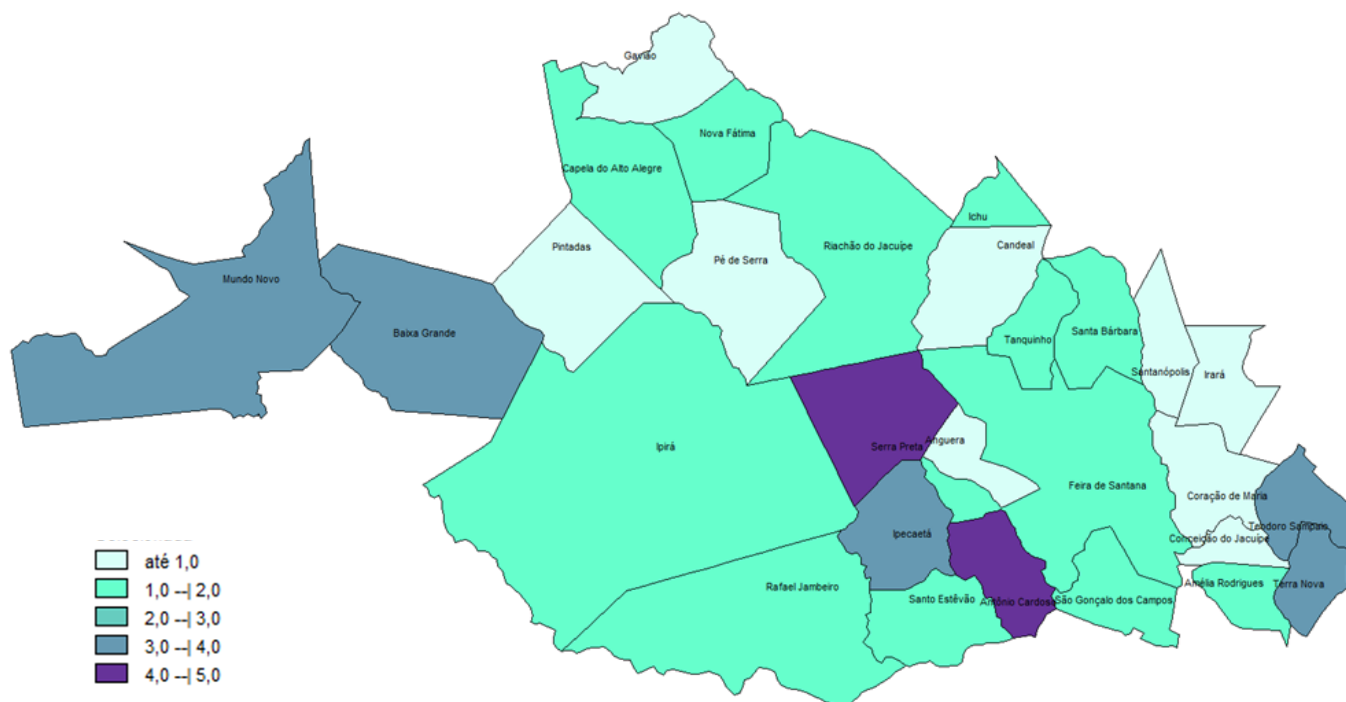 Gavião
Nova Fátima
Capela do Alto Alegre
Ichu
Riachão do Jacuípe
Candeal
Pintadas
Pé de Serra
Mundo Novo
Baixa Grande
Santa Bárbara
Tanquinho
Santanópolis
Irará
Anguera
Serra Preta
Ipirá
Feira de Santana
Coração de Maria
Teodoro Sampaio
Ipecaetá
Conceição do Jacuípe
Rafael Jambeiro
Amélia Rodrigues
Terra Nova
Santo Estêvão
Antônio Cardoso
São Gonçalo dos Campos
até 1,0
1,0 --| 2,0
2,0 --| 3,0
3,0 --| 4,0
4,0 --| 5,0